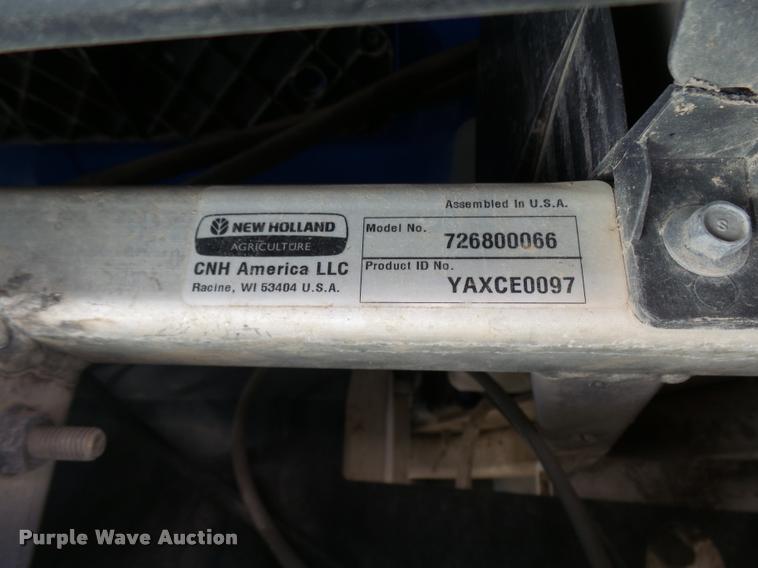 Assembled in U.S.A.
NEW HOLLAND
AGRICULTURE
CNH America LLC
Racine, WI 53404 U.S.A.
Model No. 726800066
Product ID No. YAXCE0097
S
Purple Wave Auction